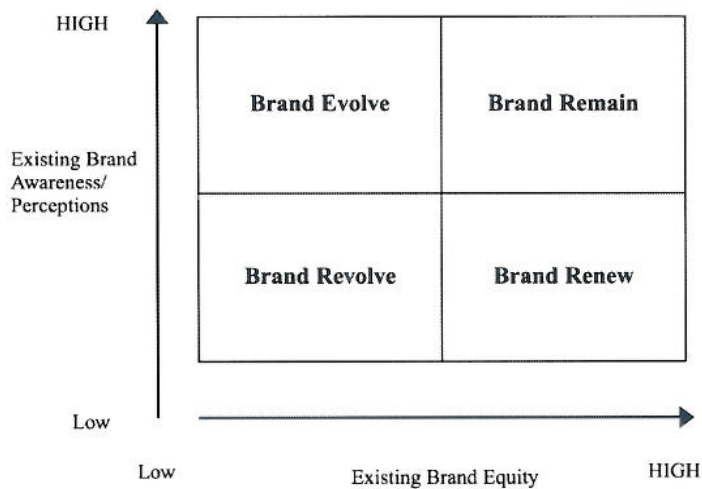 HIGH
Brand Evolve
Brand Remain
Existing Brand
Awareness/
Perceptions
Brand Revolve
Brand Renew
Low
Low
Existing Brand Equity
HIGH